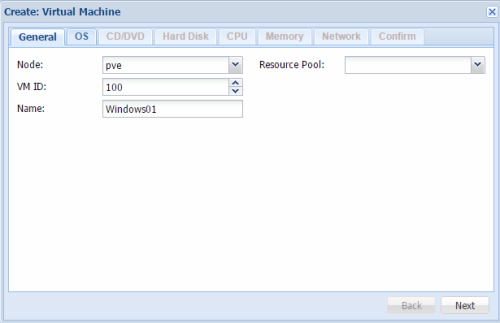 Create: Virtual Machine
General OS CD/DVD Hard Disk CPU Memory Network Confirm
Node: pve Resource Pool:
VM ID: 100
Name: Windows01
Back Next